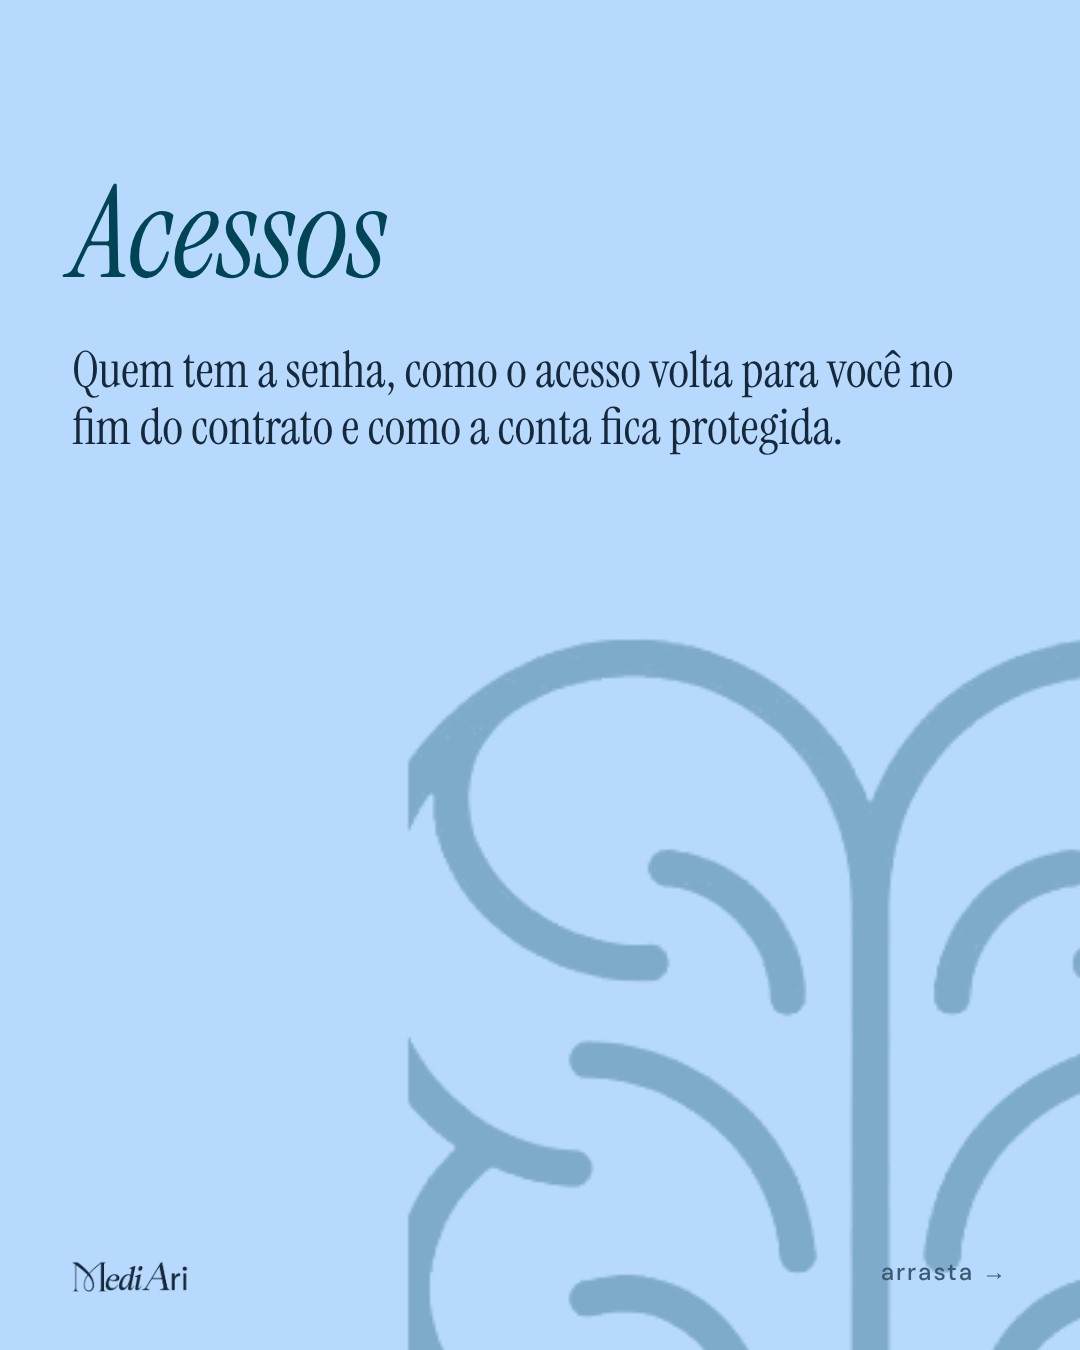 Acessos
Quem tem a senha, como o acesso volta para você no
fim do contrato e como a conta fica protegida.
MediAri
arrasta →